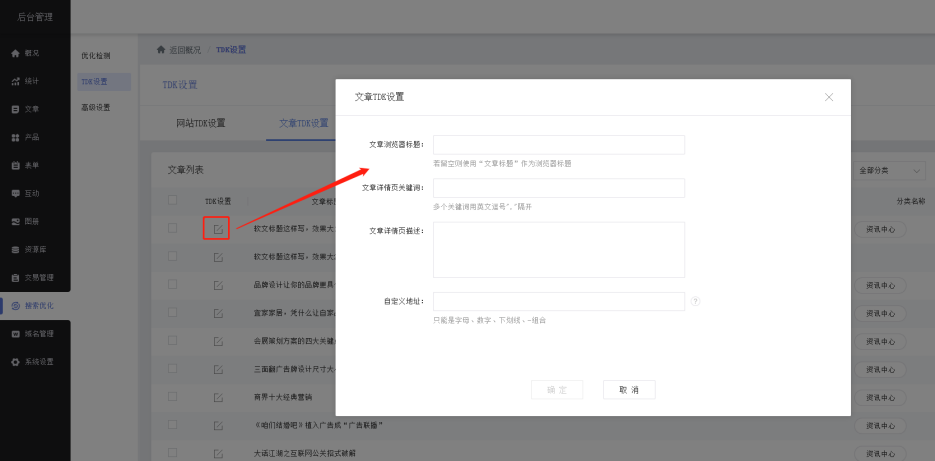 后台管理
概况
统计
文章
产品
表单
互动
图册
资源库
交易管理
搜索优化
域名管理
系统设置
优化检测
TDK设置
高级设置
返回概况 / TDK设置
TDK设置
网站TDK设置
文章TDK设置
文章列表
全部分类
TDK设置
文章标
分类名称
软文标题这样写，效果大
资讯中心
软文标题这样写，效果大
品牌设计让你的品牌更具
资讯中心
宜家家居，凭什么让自家
资讯中心
会展策划方案的四大关键
资讯中心
三面翻广告牌设计尺寸大
资讯中心
商界十大经典营销
资讯中心
《咱们结婚吧》植入广告成“广告联播”
资讯中心
大话江湖之互联网公关招式破解
资讯中心
文章TDK设置
文章浏览器标题：
若留空则使用“文章标题”作为浏览器标题
文章详情页关键词：
多个关键词用英文逗号","隔开
文章详情页描述：
自定义地址：
?
只能是字母、数字、下划线、-组合
确 定
取 消